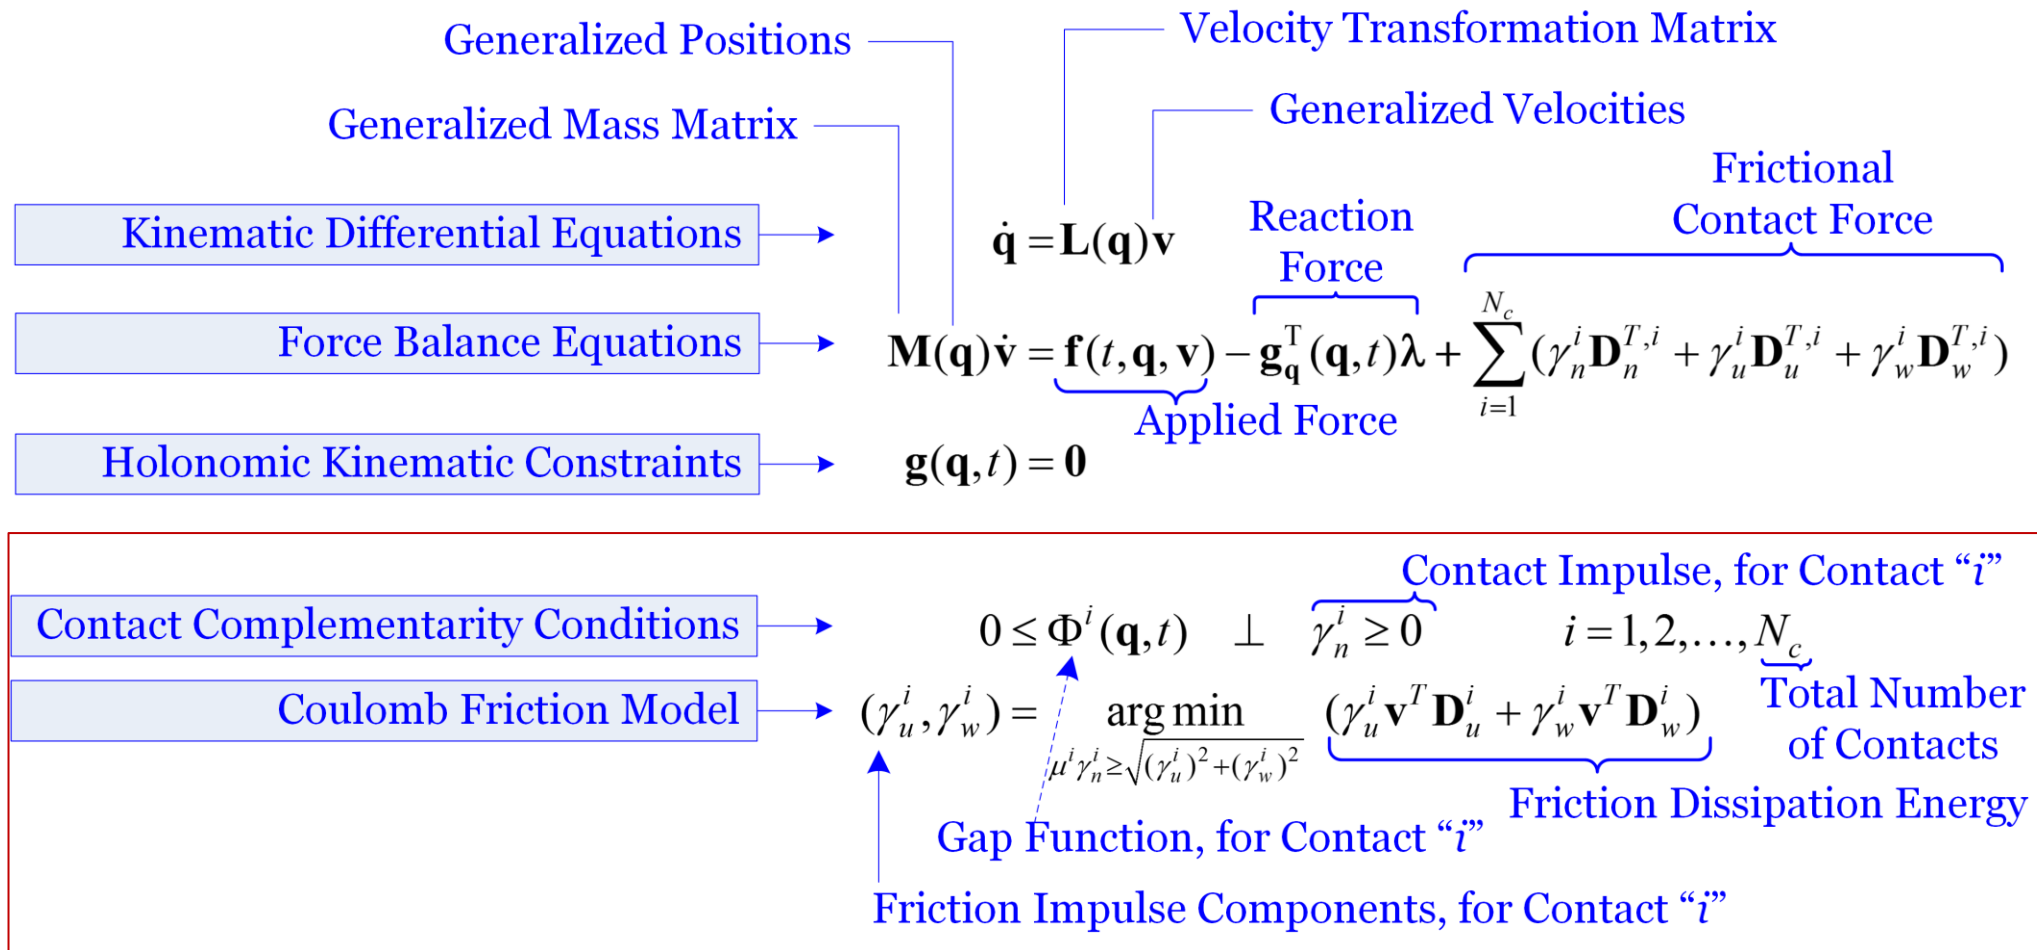 Generalized Positions
Velocity Transformation Matrix
Generalized Mass Matrix
Generalized Velocities
Kinematic Differential Equations
q̇ = L(q)v
Reaction
Force
Frictional
Contact Force
Force Balance Equations
M(q)v̇ = f(t, q, v) − g_q^T(q, t)λ + ∑_{i=1}^{N_c} (γ_n^i D_n^{T,i} + γ_u^i D_u^{T,i} + γ_w^i D_w^{T,i})
Applied Force
Holonomic Kinematic Constraints
g(q, t) = 0
Contact Impulse, for Contact “i”
Contact Complementarity Conditions
0 ≤ Φ^i(q, t) ⊥ γ_n^i ≥ 0 i = 1, 2, …, N_c
Total Number
of Contacts
Coulomb Friction Model
(γ_u^i, γ_w^i) = arg min_{μ^i γ_n^i ≥ √((γ_u^i)^2 + (γ_w^i)^2)} (γ_u^i v^T D_u^i + γ_w^i v^T D_w^i)
Friction Dissipation Energy
Gap Function, for Contact “i”
Friction Impulse Components, for Contact “i”